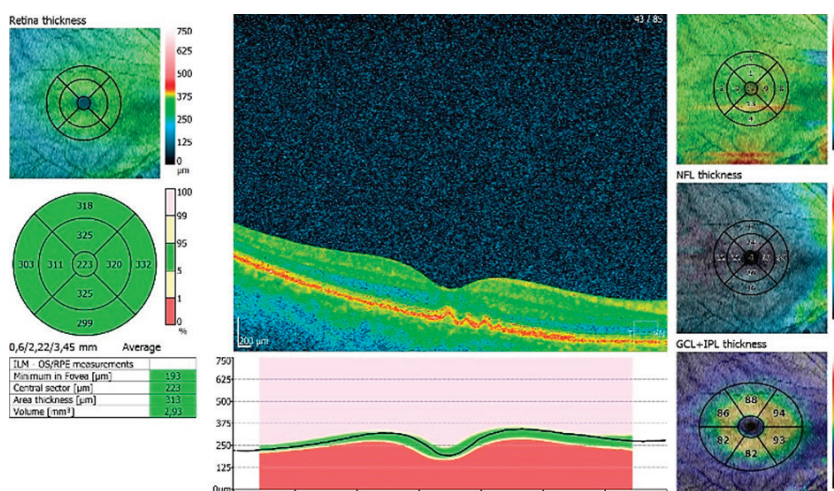 Retina thickness
750
625
500
375
250
125
0
µm
318
325
303 311 223 320 332
325
299
100
99
95
5
1
0
%
0,6/2,22/3,45 mm Average
ILM - OS/RPE measurements
Minimum in Fovea [µm] 193
Central sector [µm] 223
Area thickness [µm] 313
Volume [mm³] 2,93
43 / 85
200 µm
750
625
500
375
250
125
0µm
NFL thickness
GCL+IPL thickness
88
86 94
82 93
82